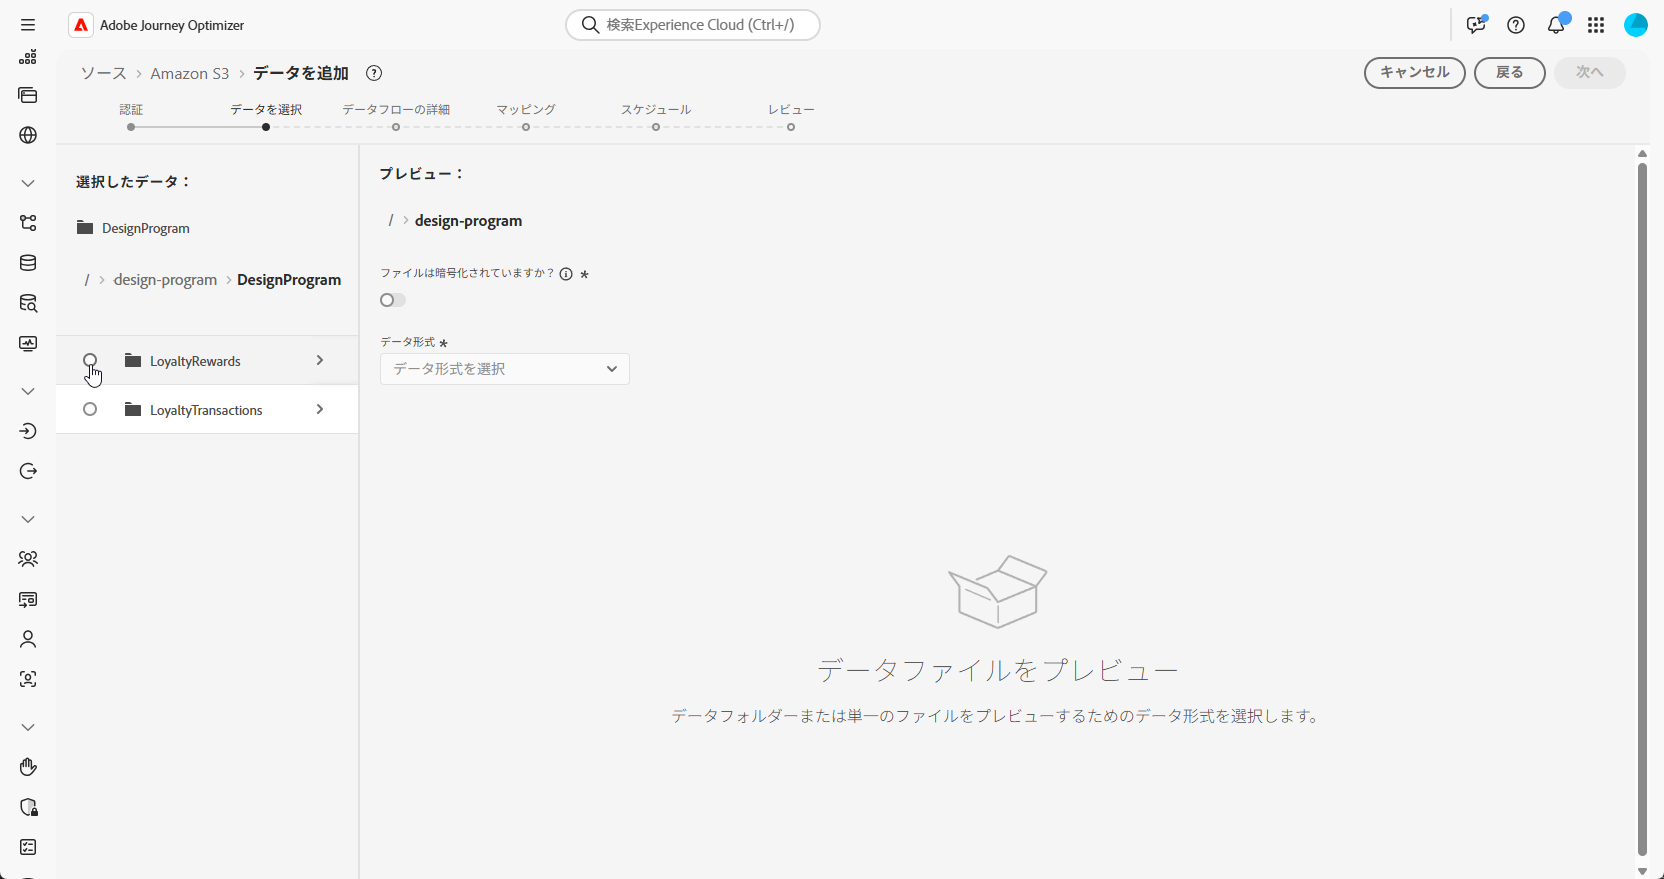 Adobe Journey Optimizer
検索Experience Cloud (Ctrl+/)
ソース > Amazon S3 > データを追加
キャンセル
戻る
次へ
認証
データを選択
データフローの詳細
マッピング
スケジュール
レビュー
選択したデータ：
DesignProgram
/ > design-program > DesignProgram
LoyaltyRewards
LoyaltyTransactions
プレビュー：
/ > design-program
ファイルは暗号化されていますか？ *
データ形式 *
データ形式を選択
データファイルをプレビュー
データフォルダーまたは単一のファイルをプレビューするためのデータ形式を選択します。